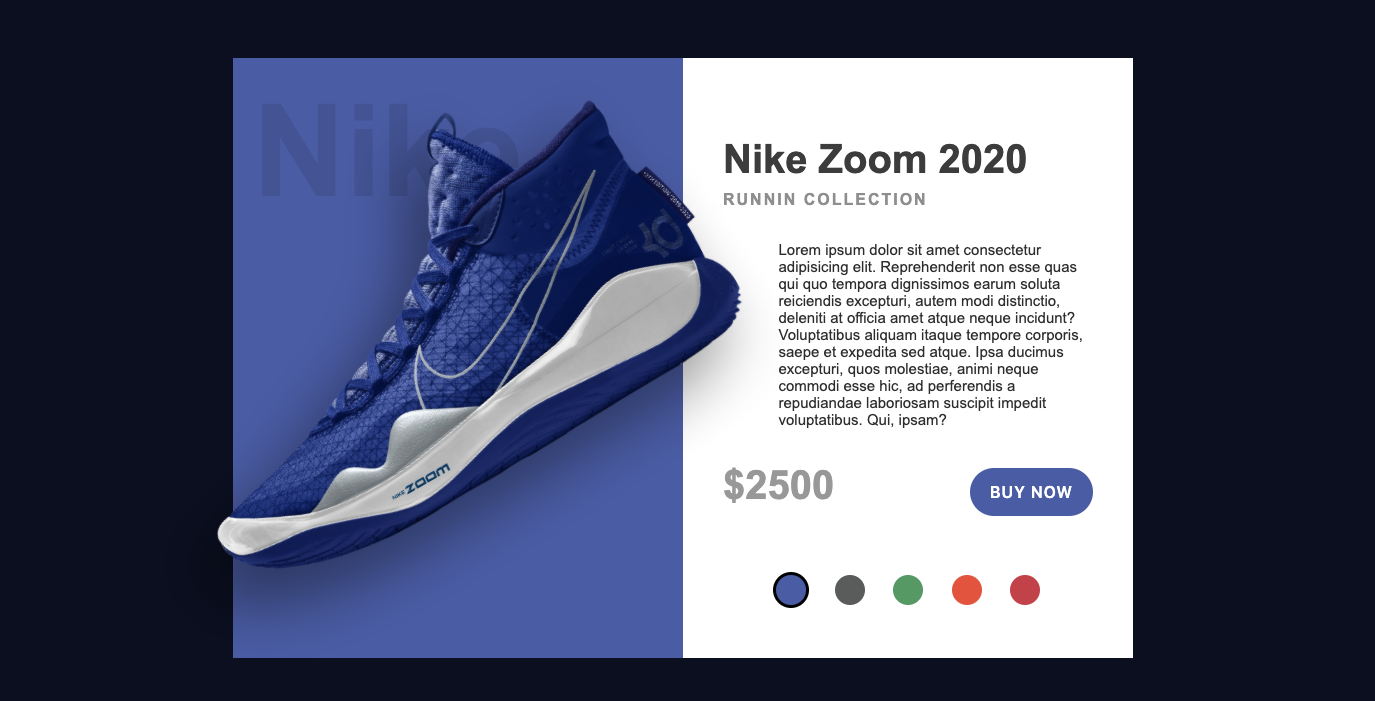 Nike
NIKE ZOOM
Nike Zoom 2020
RUNNIN COLLECTION
Lorem ipsum dolor sit amet consectetur
adipisicing elit. Reprehenderit non esse quas
qui quo tempora dignissimos earum soluta
reiciendis excepturi, autem modi distinctio,
deleniti at officia amet atque neque incidunt?
Voluptatibus aliquam itaque tempore corporis,
saepe et expedita sed atque. Ipsa ducimus
excepturi, quos molestiae, animi neque
commodi esse hic, ad perferendis a
repudiandae laboriosam suscipit impedit
voluptatibus. Qui, ipsam?
$2500
BUY NOW